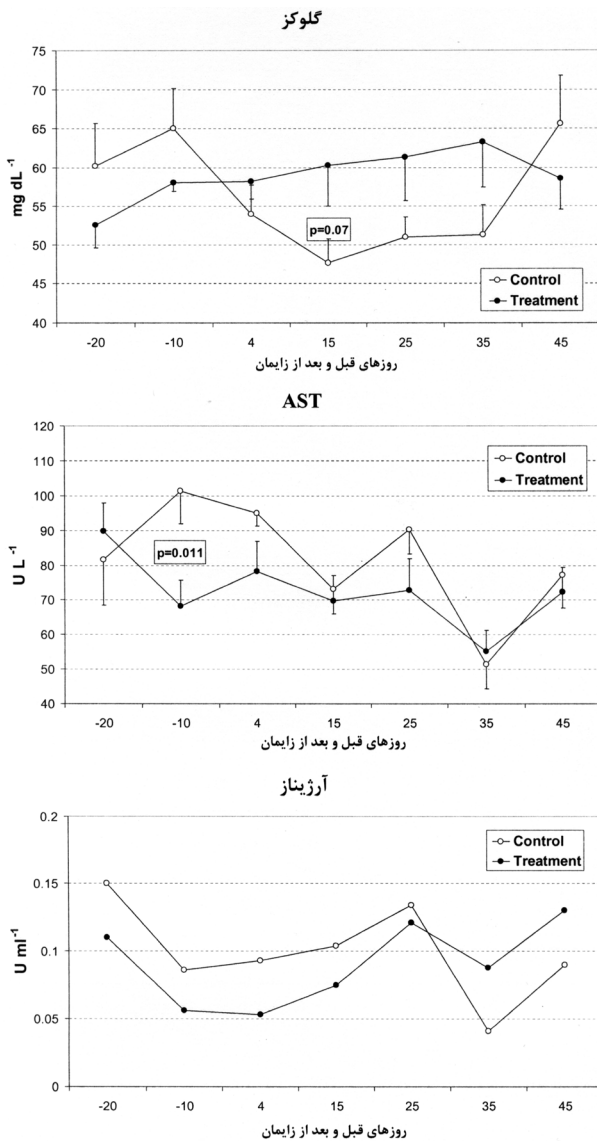 گلوکز
75
70
65
60
55
50
45
40
mg dL -1
p=0.07
Control
Treatment
-20 -10 4 15 25 35 45
روزهای قبل و بعد از زایمان
AST
120
110
100
90
80
70
60
50
40
U L -1
p=0.011
Control
Treatment
-20 -10 4 15 25 35 45
روزهای قبل و بعد از زایمان
آرژیناز
0.2
0.15
0.1
0.05
0
U ml-1
Control
Treatment
-20 -10 4 15 25 35 45
روزهای قبل و بعد از زایمان